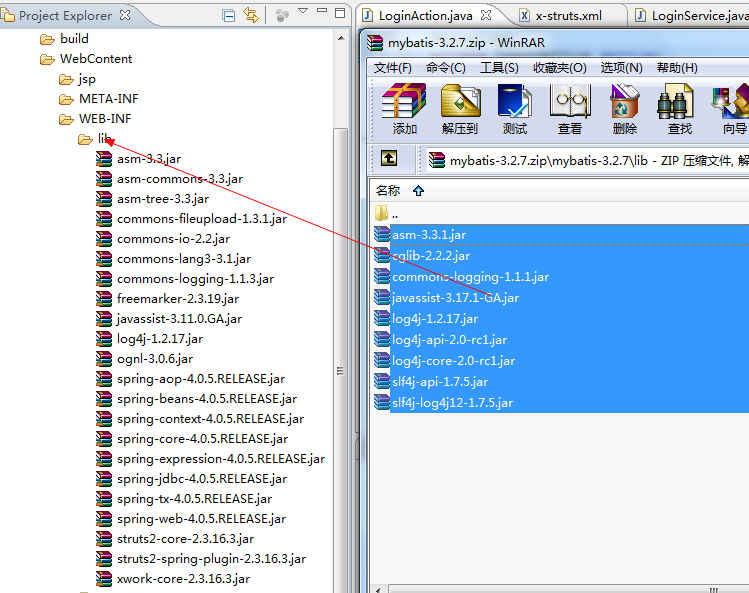 Project Explorer
build
WebContent
jsp
META-INF
WEB-INF
lib
asm-3.3.jar
asm-commons-3.3.jar
asm-tree-3.3.jar
commons-fileupload-1.3.1.jar
commons-io-2.2.jar
commons-lang3-3.1.jar
commons-logging-1.1.3.jar
freemarker-2.3.19.jar
javassist-3.11.0.GA.jar
log4j-1.2.17.jar
ognl-3.0.6.jar
spring-aop-4.0.5.RELEASE.jar
spring-beans-4.0.5.RELEASE.jar
spring-context-4.0.5.RELEASE.jar
spring-core-4.0.5.RELEASE.jar
spring-expression-4.0.5.RELEASE.jar
spring-jdbc-4.0.5.RELEASE.jar
spring-tx-4.0.5.RELEASE.jar
spring-web-4.0.5.RELEASE.jar
struts2-core-2.3.16.3.jar
struts2-spring-plugin-2.3.16.3.jar
xwork-core-2.3.16.3.jar
LoginAction.java x-struts.xml LoginService.java
mybatis-3.2.7.zip - WinRAR
文件(F) 命令(C) 工具(S) 收藏夹(O) 选项(N) 帮助(H)
添加 解压到 测试 查看 删除 查找 向导
mybatis-3.2.7.zip\mybatis-3.2.7\lib - ZIP 压缩文件, 解
名称
..
asm-3.3.1.jar
cglib-2.2.2.jar
commons-logging-1.1.1.jar
javassist-3.17.1-GA.jar
log4j-1.2.17.jar
log4j-api-2.0-rc1.jar
log4j-core-2.0-rc1.jar
slf4j-api-1.7.5.jar
slf4j-log4j12-1.7.5.jar